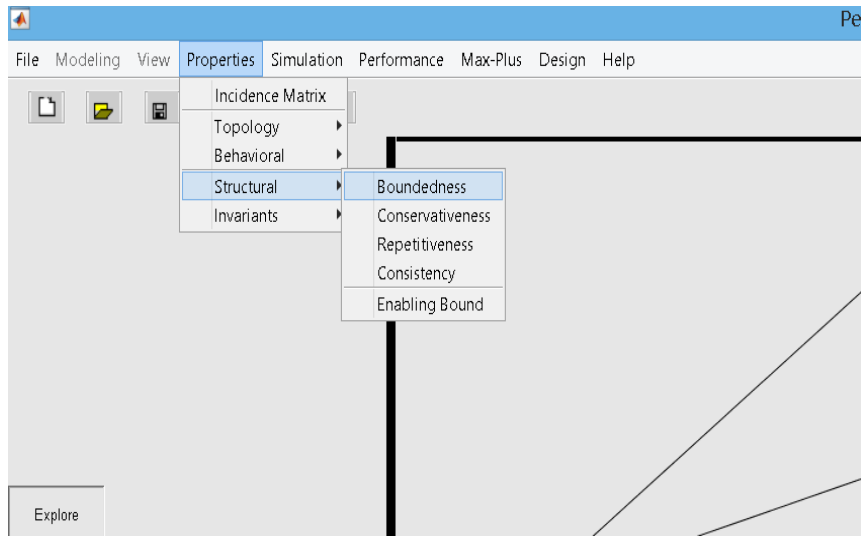 Pe
File Modeling View Properties Simulation Performance Max-Plus Design Help
Incidence Matrix
Topology
Behavioral
Structural
Invariants
Boundedness
Conservativeness
Repetitiveness
Consistency
Enabling Bound
Explore